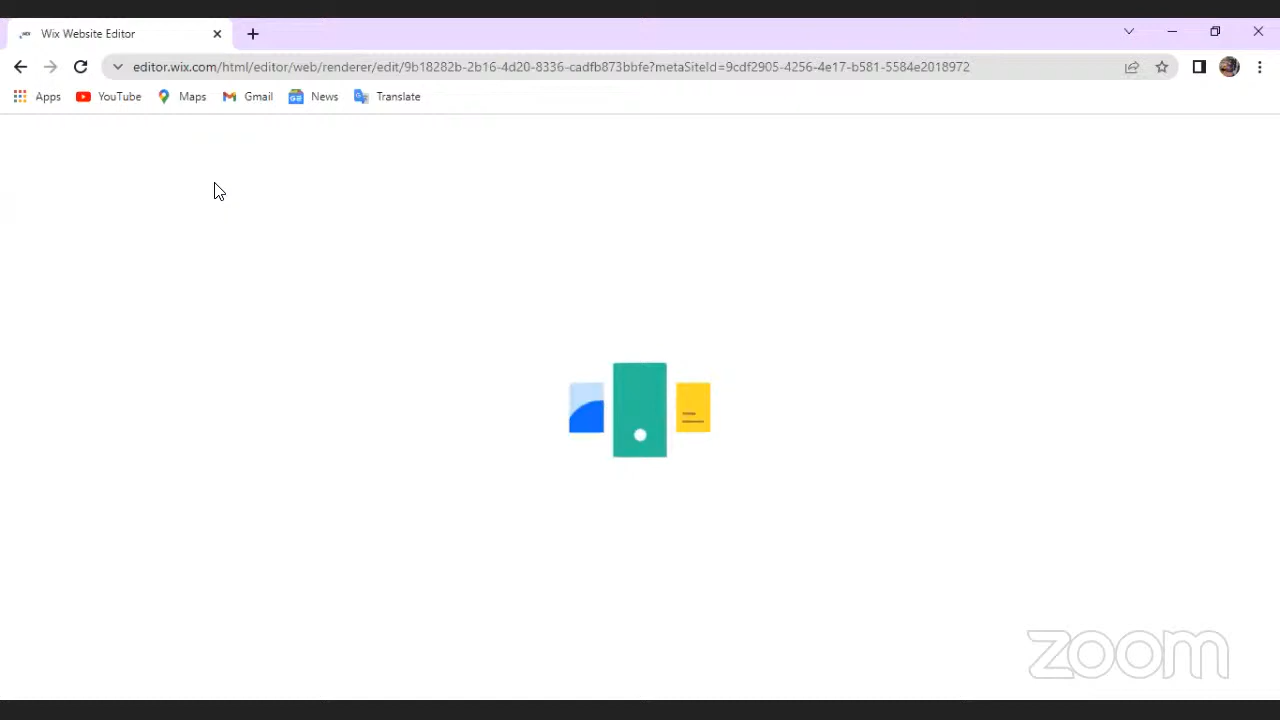 Wix Website Editor
editor.wix.com/html/editor/web/renderer/edit/9b18282b-2b16-4d20-8336-cadfb873bbfe?metaSiteId=9cdf2905-4256-4e17-b581-5584e2018972
Apps YouTube Maps Gmail News Translate
zoom